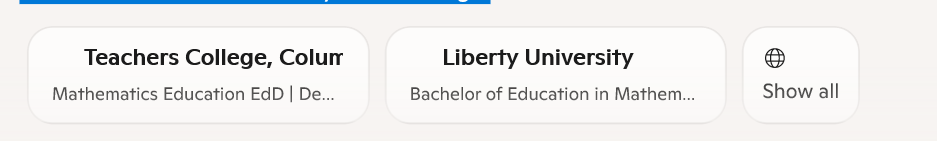 Teachers College, Colum
Mathematics Education EdD | De...
Liberty University
Bachelor of Education in Mathem...
Show all